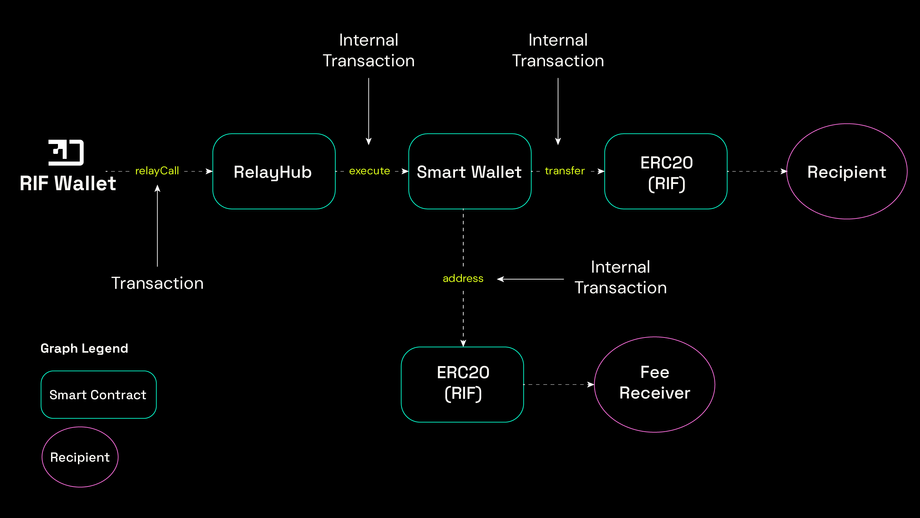 Internal
Transaction
Internal
Transaction
RIF Wallet
relayCall
RelayHub
execute
Smart Wallet
transfer
ERC20
(RIF)
Recipient
Transaction
address
Internal
Transaction
Graph Legend
Smart Contract
Recipient
ERC20
(RIF)
Fee
Receiver